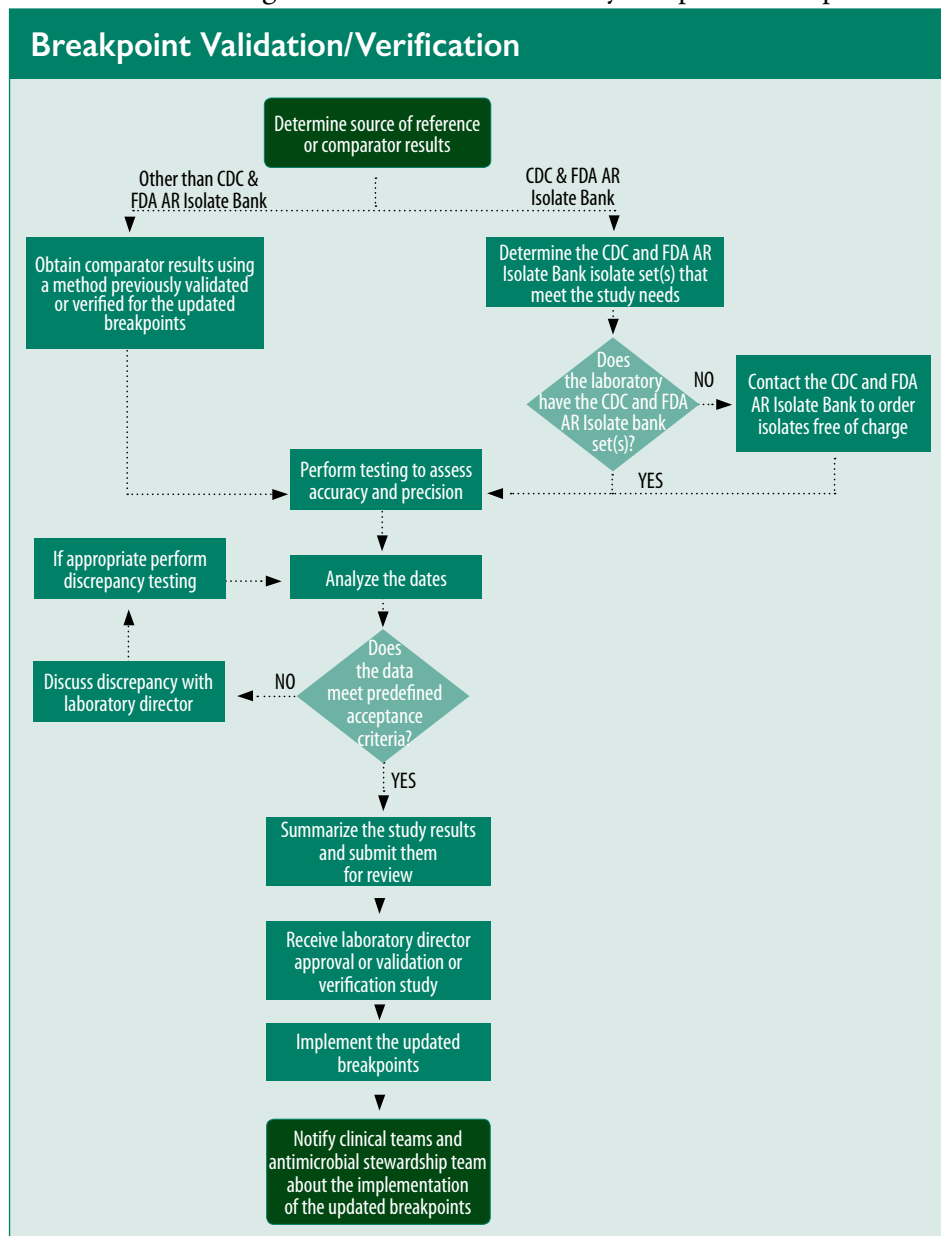 Breakpoint Validation/Verification
Determine source of reference
or comparator results
Other than CDC &
FDA AR Isolate Bank
CDC & FDA AR
Isolate Bank
Obtain comparator results using
a method previously validated
or verified for the updated
breakpoints
Determine the CDC and FDA AR
Isolate Bank isolate set(s) that
meet the study needs
Does
the laboratory
have the CDC and FDA
AR Isolate bank
set(s)?
NO
Contact the CDC and FDA
AR Isolate Bank to order
isolates free of charge
YES
Perform testing to assess
accuracy and precision
If appropriate perform
discrepancy testing
Analyze the dates
Does
the data
meet predefined
acceptance
criteria?
NO
Discuss discrepancy with
laboratory director
YES
Summarize the study results
and submit them
for review
Receive laboratory director
approval or validation or
verification study
Implement the updated
breakpoints
Notify clinical teams and
antimicrobial stewardship team
about the implementation
of the updated breakpoints